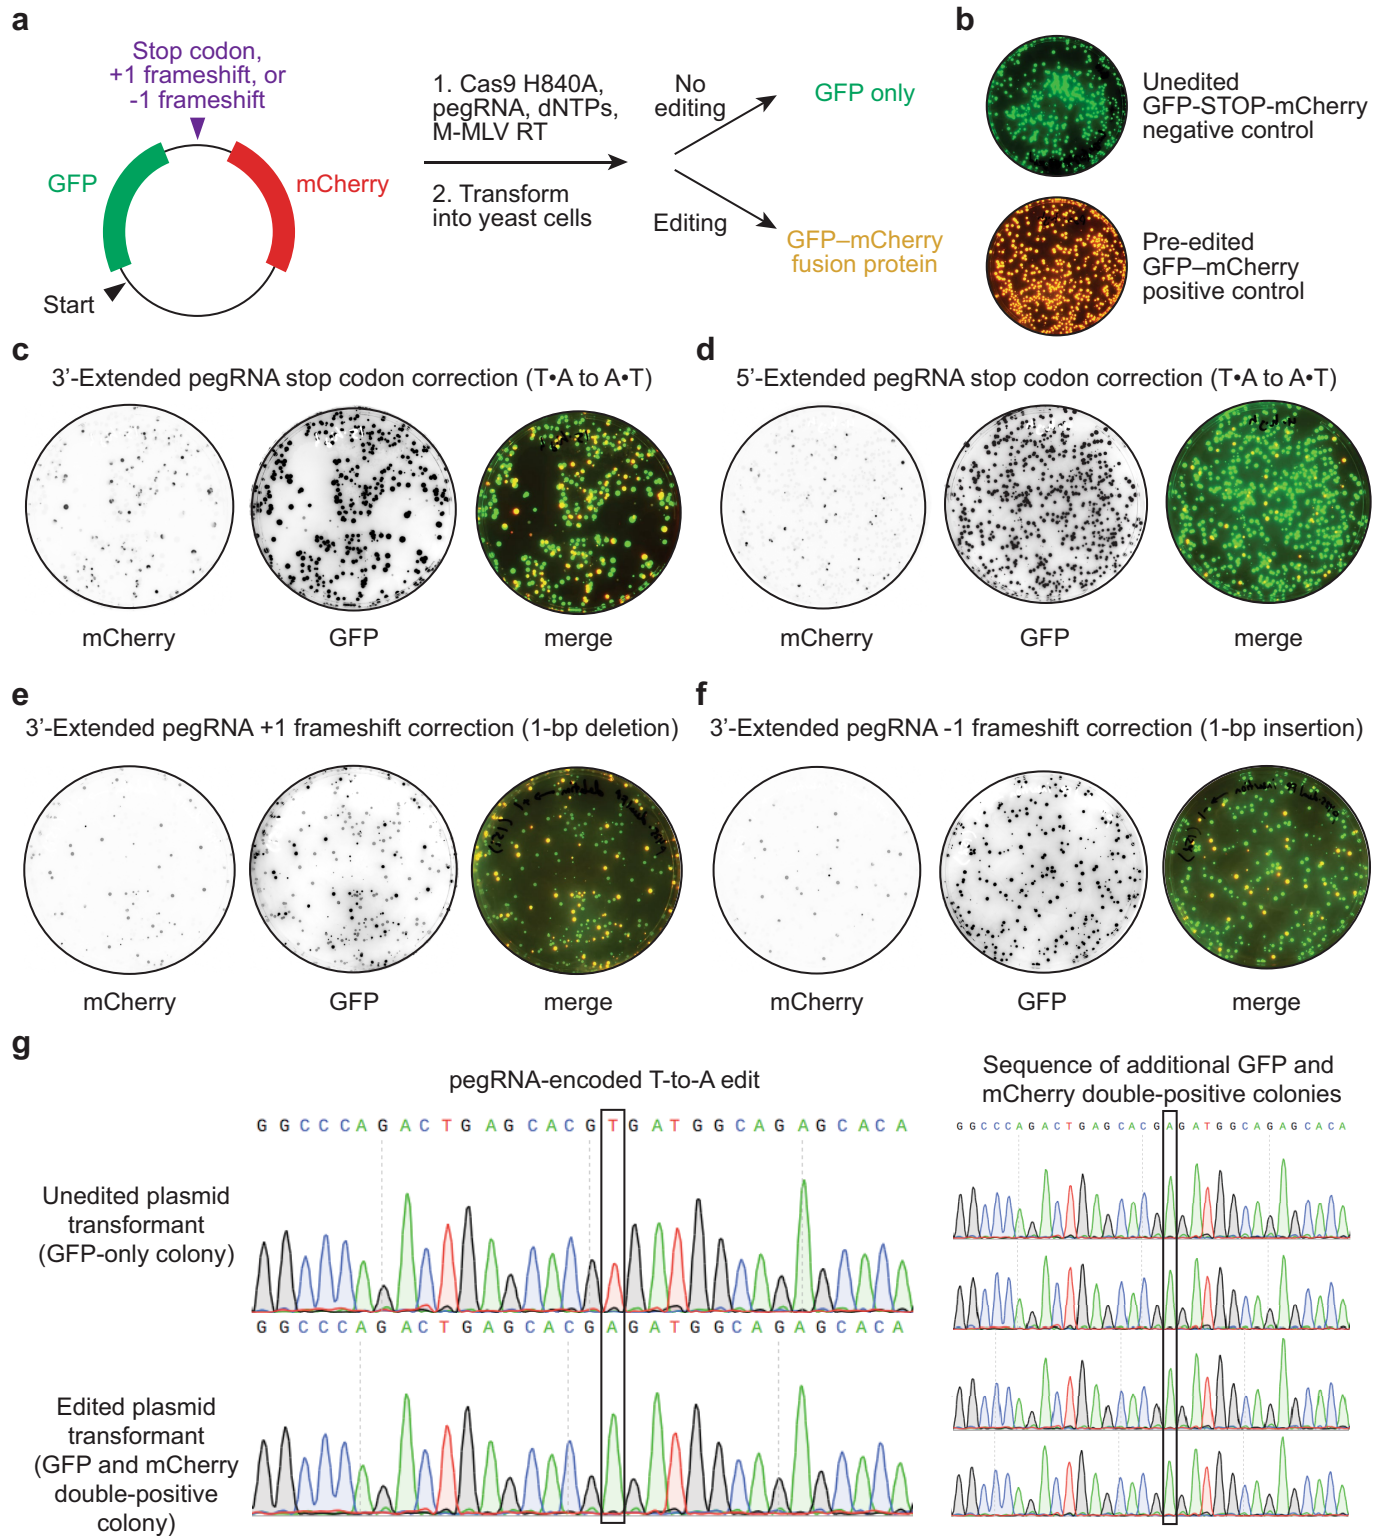 a
Stop codon,
+1 frameshift, or
-1 frameshift
GFP
mCherry
Start
1. Cas9 H840A,
pegRNA, dNTPs,
M-MLV RT
2. Transform
into yeast cells
No
editing
Editing
GFP only
GFP–mCherry
fusion protein
b
Unedited
GFP-STOP-mCherry
negative control
Pre-edited
GFP–mCherry
positive control
c
3'-Extended pegRNA stop codon correction (T•A to A•T)
mCherry
GFP
merge
d
5'-Extended pegRNA stop codon correction (T•A to A•T)
mCherry
GFP
merge
e
3'-Extended pegRNA +1 frameshift correction (1-bp deletion)
mCherry
GFP
merge
f
3'-Extended pegRNA -1 frameshift correction (1-bp insertion)
mCherry
GFP
merge
g
pegRNA-encoded T-to-A edit
G G C C C A G A C T G A G C A C G T G A T G G C A G A G C A C A
Unedited plasmid
transformant
(GFP-only colony)
G G C C C A G A C T G A G C A C G A G A T G G C A G A G C A C A
Edited plasmid
transformant
(GFP and mCherry
double-positive
colony)
Sequence of additional GFP and
mCherry double-positive colonies
G G C C C A G A C T G A G C A C G A G A T G G C A G A G C A C A